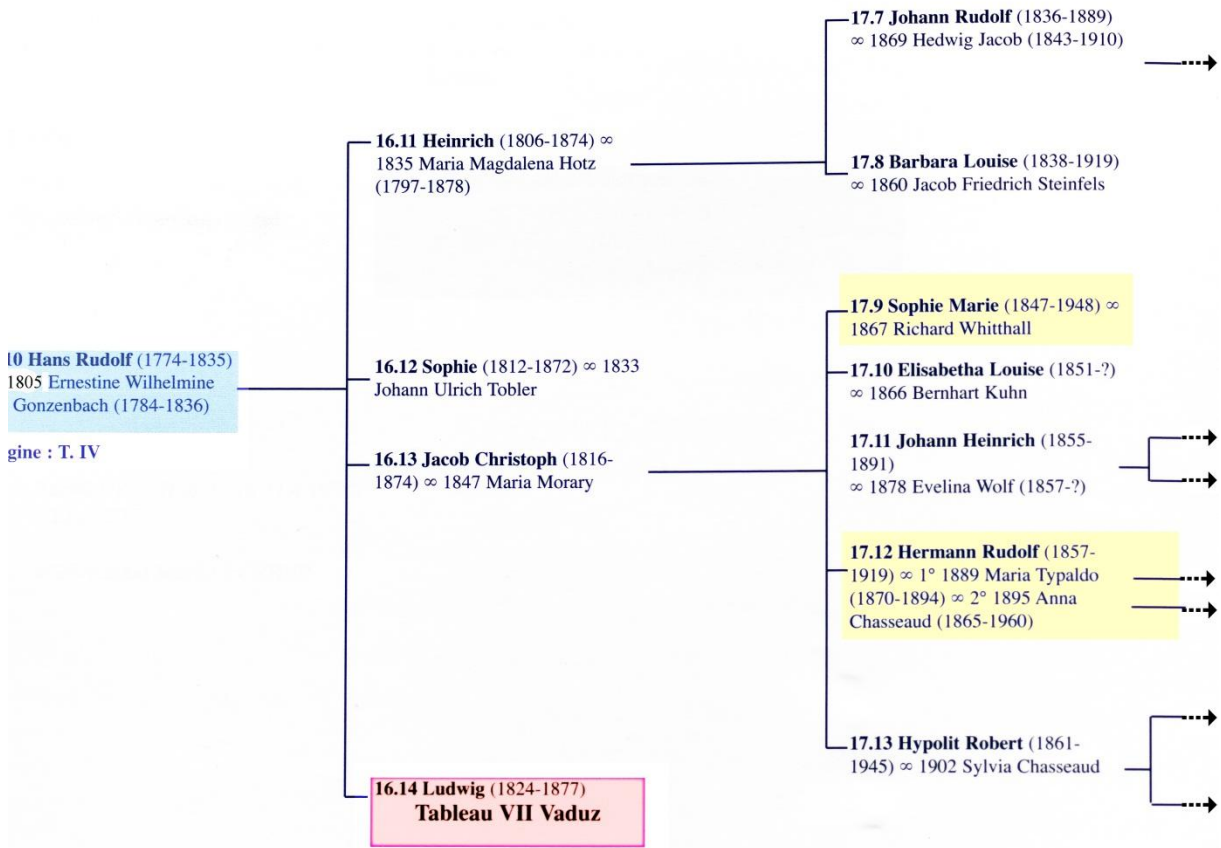 17.7 Johann Rudolf (1836-1889)
∞ 1869 Hedwig Jacob (1843-1910)
16.11 Heinrich (1806-1874) ∞
1835 Maria Magdalena Hotz
(1797-1878)
17.8 Barbara Louise (1838-1919)
∞ 1860 Jacob Friedrich Steinfels
17.9 Sophie Marie (1847-1948) ∞
1867 Richard Whitthall
10 Hans Rudolf (1774-1835)
1805 Ernestine Wilhelmine
Gonzenbach (1784-1836)
gine : T. IV
16.12 Sophie (1812-1872) ∞ 1833
Johann Ulrich Tobler
17.10 Elisabetha Louise (1851-?)
∞ 1866 Bernhart Kuhn
16.13 Jacob Christoph (1816-
1874) ∞ 1847 Maria Morary
17.11 Johann Heinrich (1855-
1891)
∞ 1878 Evelina Wolf (1857-?)
17.12 Hermann Rudolf (1857-
1919) ∞ 1° 1889 Maria Typaldo
(1870-1894) ∞ 2° 1895 Anna
Chasseaud (1865-1960)
17.13 Hypolit Robert (1861-
1945) ∞ 1902 Sylvia Chasseaud
16.14 Ludwig (1824-1877)
Tableau VII Vaduz